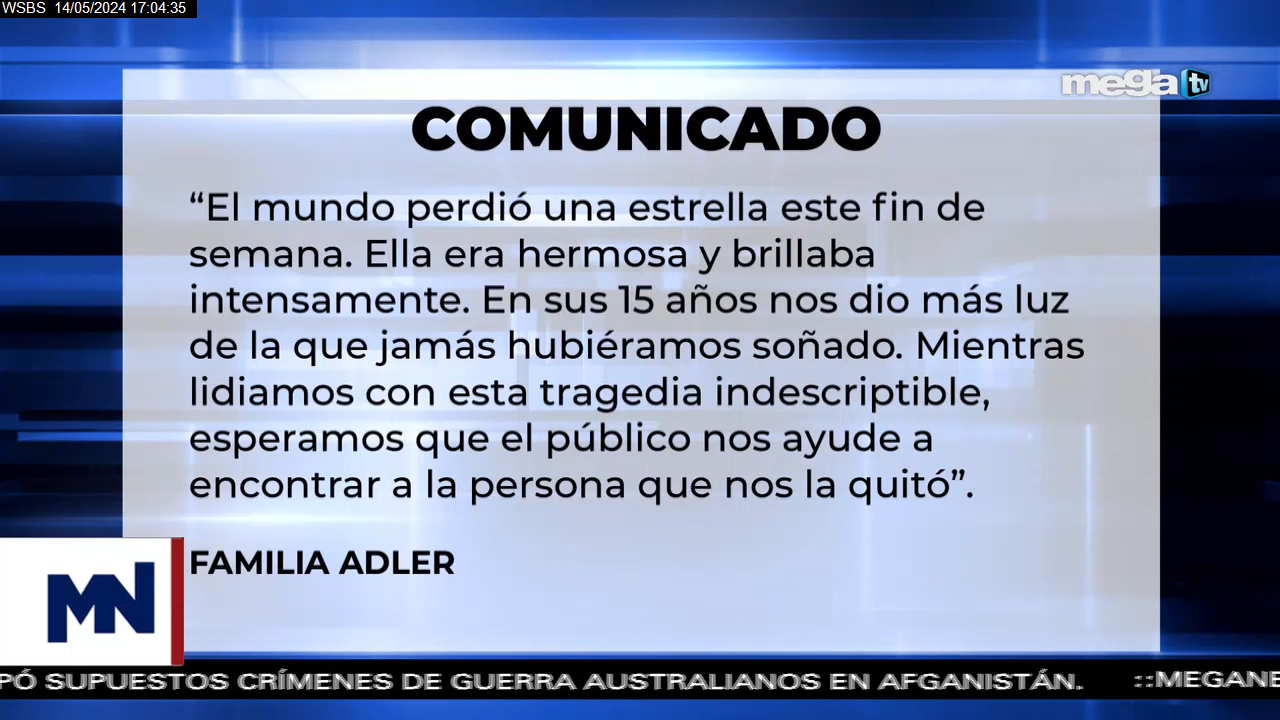 WSBS 14/05/2024 17:04:35
mega tv
COMUNICADO
“El mundo perdió una estrella este fin de
semana. Ella era hermosa y brillaba
intensamente. En sus 15 años nos dio más luz
de la que jamás hubiéramos soñado. Mientras
lidiamos con esta tragedia indescriptible,
esperamos que el público nos ayude a
encontrar a la persona que nos la quitó”.
FAMILIA ADLER
MN
PÓ SUPUESTOS CRÍMENES DE GUERRA AUSTRALIANOS EN AFGANISTÁN. ::MEGANE